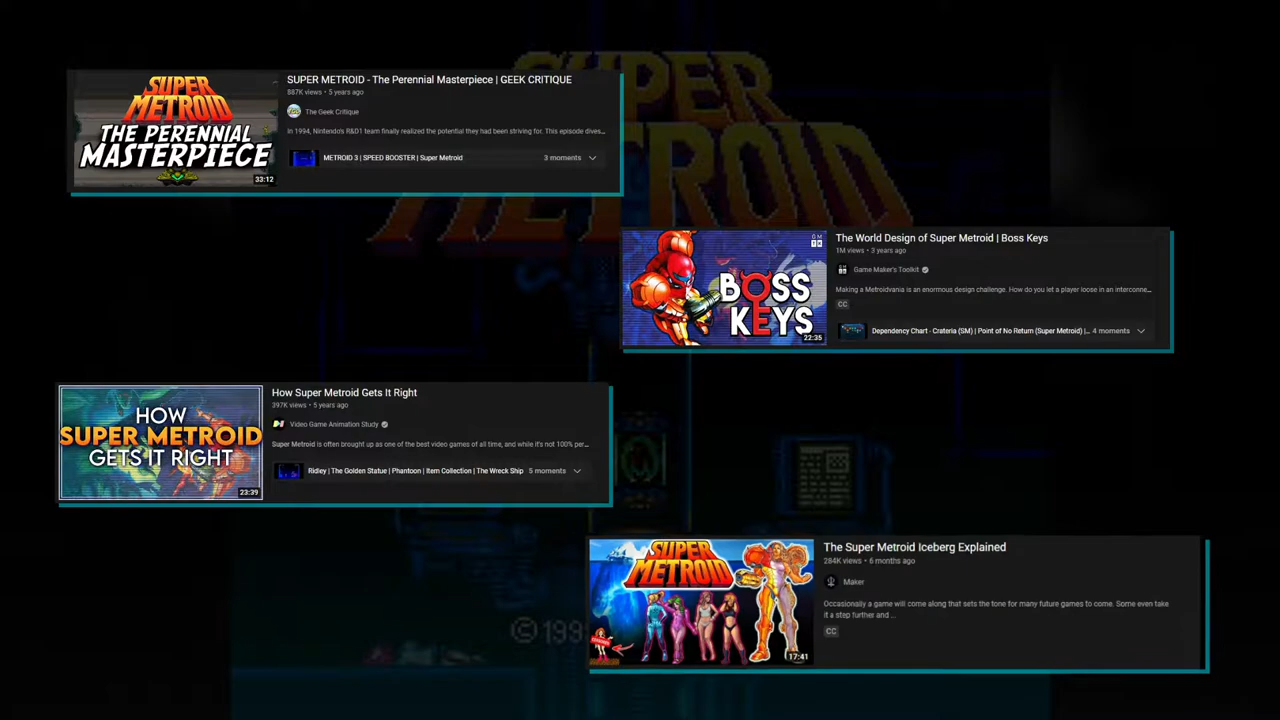 SUPER
METROID
THE PERENNIAL
MASTERPIECE
33:12
SUPER METROID - The Perennial Masterpiece | GEEK CRITIQUE
887K views • 5 years ago
The Geek Critique
In 1994, Nintendo's R&D1 team finally realized the potential they had been striving for. This episode dives...
METROID 3 | SPEED BOOSTER | Super Metroid
3 moments
SUPER
METROID
BOSS
KEYS
22:35
The World Design of Super Metroid | Boss Keys
1M views • 3 years ago
Game Maker's Toolkit
Making a Metroidvania is an enormous design challenge. How do you let a player loose in an interconne...
CC
Dependency Chart - Crateria (SM) | Point of No Return (Super Metroid) |... 4 moments
HOW
SUPER METROID
GETS IT RIGHT
23:39
How Super Metroid Gets It Right
397K views • 5 years ago
Video Game Animation Study
Super Metroid is often brought up as one of the best video games of all time, and while it's not 100% per...
Ridley | The Golden Statue | Phantoon | Item Collection | The Wreck Ship 5 moments
SUPER
METROID
17:41
The Super Metroid Iceberg Explained
284K views • 6 months ago
Maker
Occasionally a game will come along that sets the tone for many future games to come. Some even take
it a step further and ...
CC